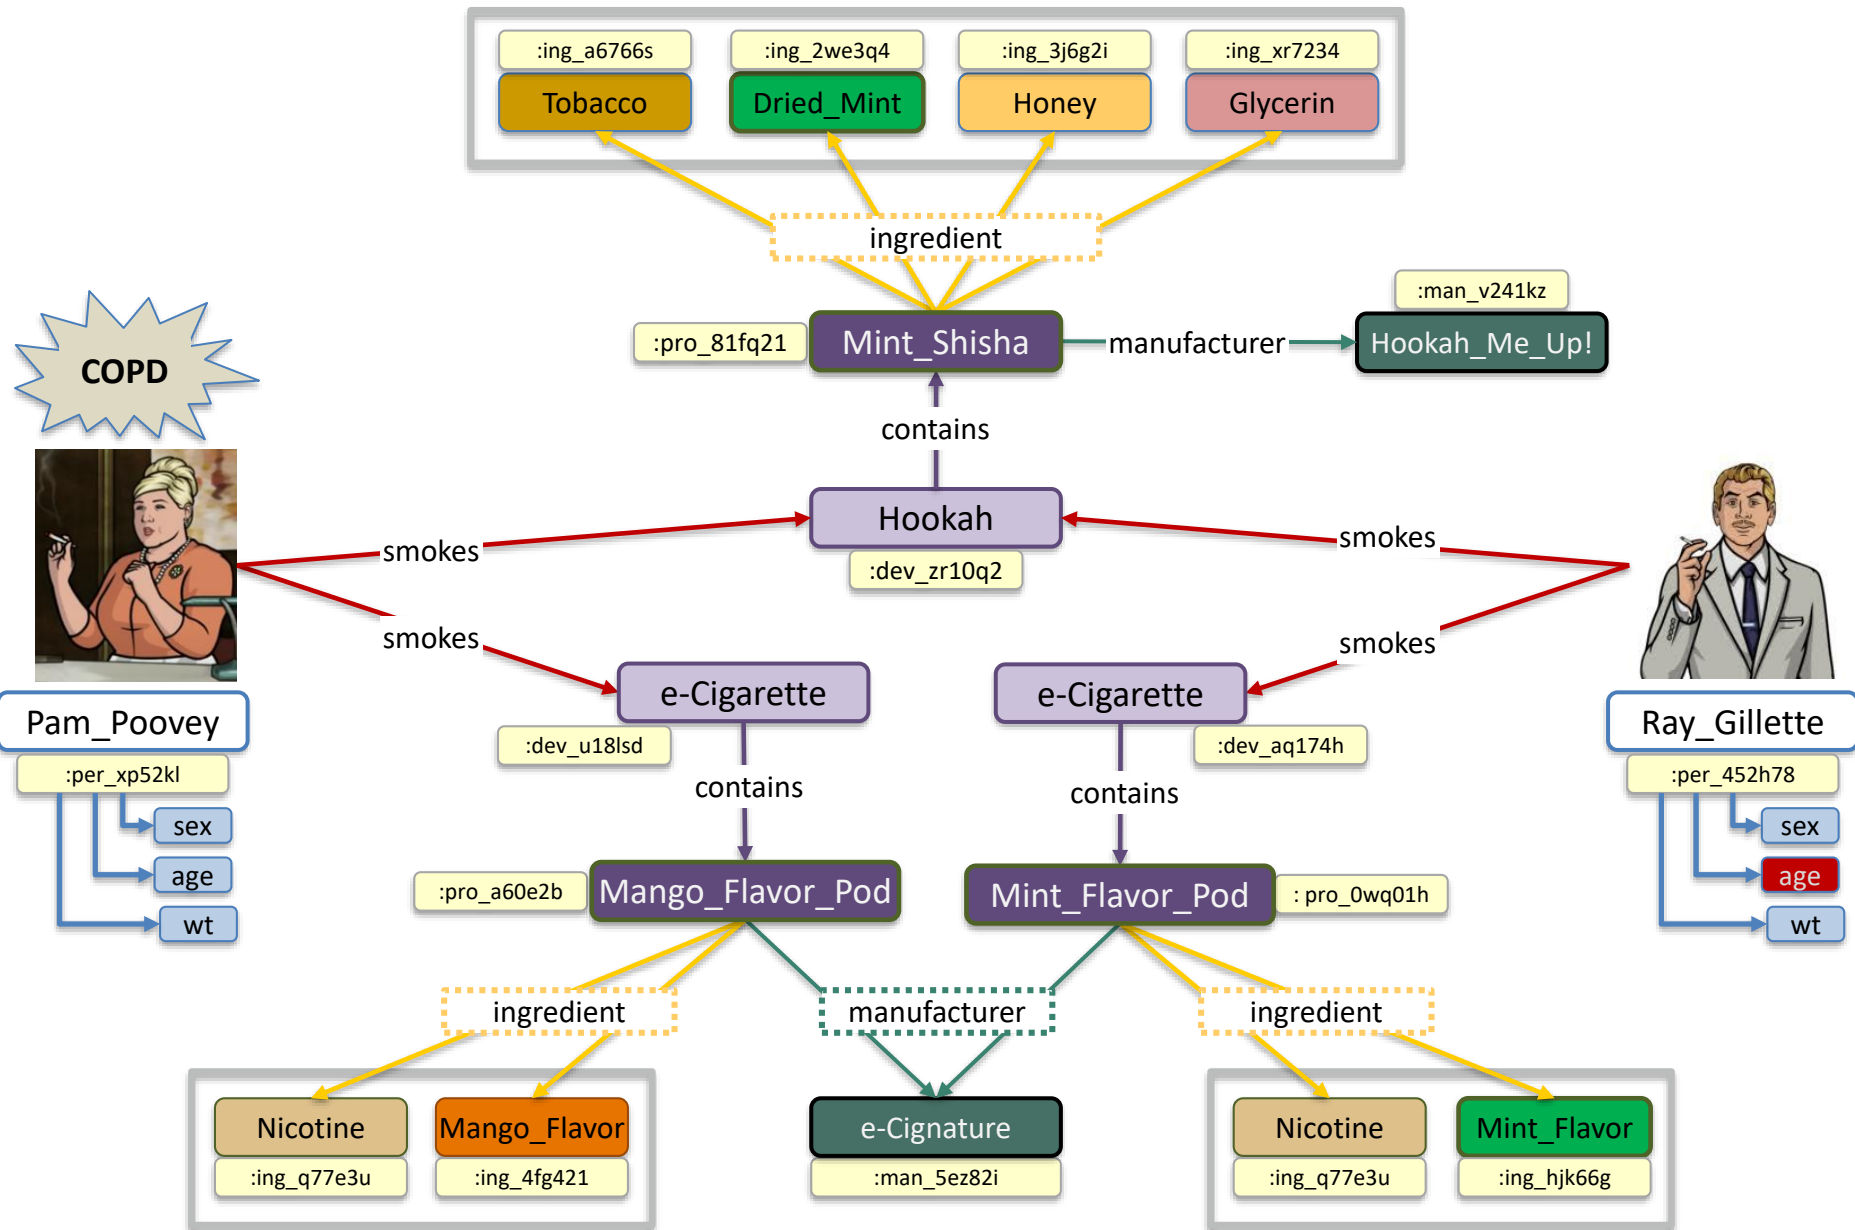 :ing_a6766s
:ing_2we3q4
:ing_3j6g2i
:ing_xr7234
Tobacco
Dried_Mint
Honey
Glycerin
ingredient
:man_v241kz
:pro_81fq21
Mint_Shisha
manufacturer
Hookah_Me_Up!
COPD
contains
Hookah
smokes
smokes
:dev_zr10q2
smokes
smokes
e-Cigarette
e-Cigarette
Pam_Poovey
Ray_Gillette
:dev_u18lsd
:dev_aq174h
:per_xp52kl
:per_452h78
contains
contains
sex
sex
age
age
wt
wt
:pro_a60e2b
Mango_Flavor_Pod
Mint_Flavor_Pod
: pro_0wq01h
ingredient
manufacturer
ingredient
Nicotine
Mango_Flavor
e-Cignature
Nicotine
Mint_Flavor
:ing_q77e3u
:ing_4fg421
:man_5ez82i
:ing_q77e3u
:ing_hjk66g